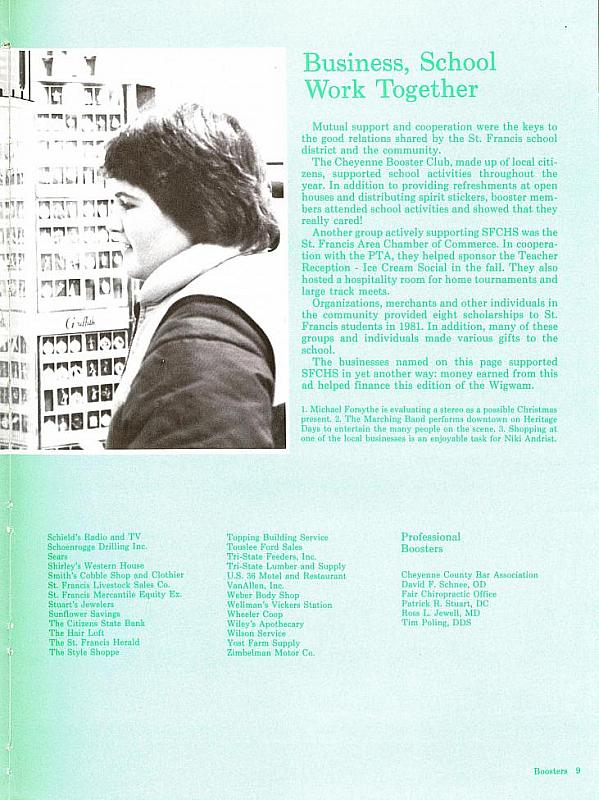 Business, School
Work Together
Mutual support and cooperation were the keys to
the good relations shared by the St. Francis school
district and the community.
The Cheyenne Booster Club, made up of local citi-
zens, supported school activities throughout the
year. In addition to providing refreshments at open
houses and distributing spirit stickers, booster mem-
bers attended school activities and showed that they
really cared!
Another group actively supporting SFCHS was the
St. Francis Area Chamber of Commerce. In coopera-
tion with the PTA, they helped sponsor the Teacher
Reception - Ice Cream Social in the fall. They also
hosted a hospitality room for home tournaments and
large track meets.
Organizations, merchants and other individuals in
the community provided eight scholarships to St.
Francis students in 1981. In addition, many of these
groups and individuals made various gifts to the
school.
The businesses named on this page supported
SFCHS in yet another way: money earned from this
ad helped finance this edition of the Wigwam.
1. Michael Forsythe is evaluating a stereo as a possible Christmas
present. 2. The Marching Band performs downtown on Heritage
Days to entertain the many people on the scene. 3. Shopping at
one of the local businesses is an enjoyable task for Niki Andrist.
Schield's Radio and TV
Schoenrogge Drilling Inc.
Sears
Shirley's Western House
Smith's Cobble Shop and Clothier
St. Francis Livestock Sales Co.
St. Francis Mercantile Equity Ex.
Stuart's Jewelers
Sunflower Savings
The Citizens State Bank
The Hair Loft
The St. Francis Herald
The Style Shoppe
Topping Building Service
Touslee Ford Sales
Tri-State Feeders, Inc.
Tri-State Lumber and Supply
U.S. 36 Motel and Restaurant
VanAllen, Inc.
Weber Body Shop
Wellman's Vickers Station
Wheeler Coop
Wiley's Apothecary
Wilson Service
Yost Farm Supply
Zimbelman Motor Co.
Professional
Boosters
Cheyenne County Bar Association
David F. Schnee, OD
Fair Chiropractic Office
Patrick R. Stuart, DC
Ross L. Jewell, MD
Tim Poling, DDS
Boosters 9